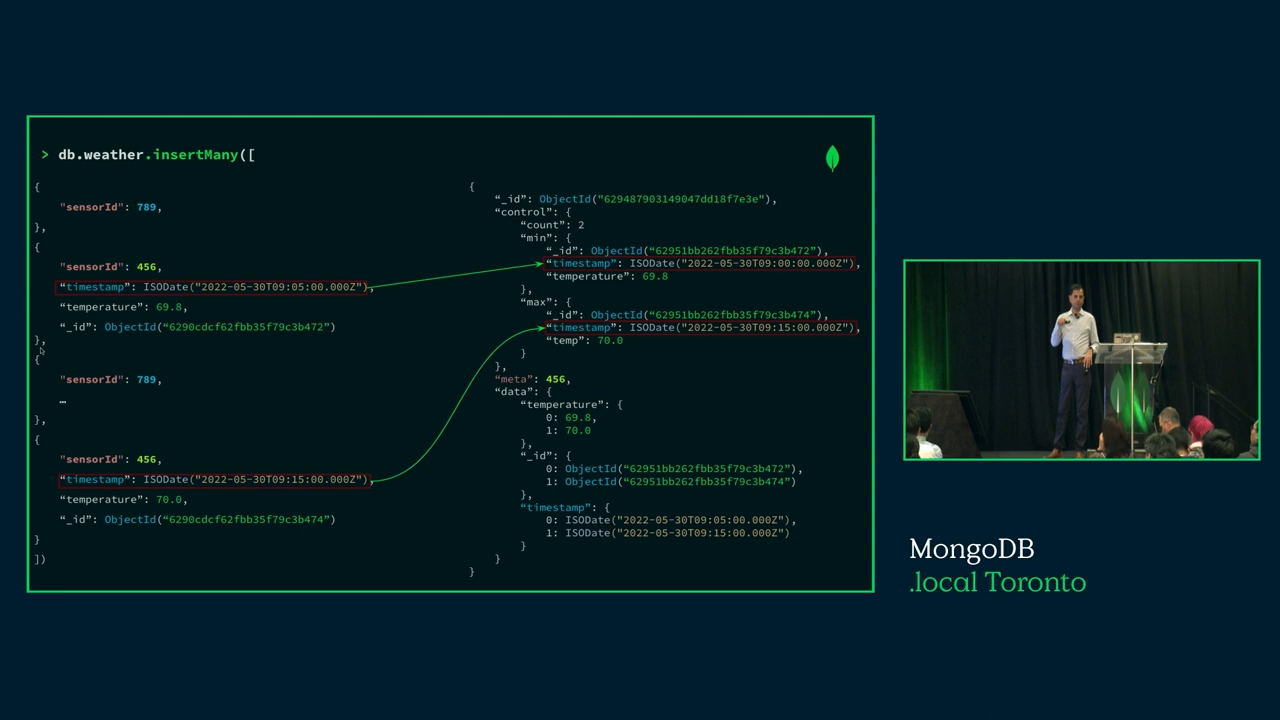 > db.weather.insertMany([
{
"sensorId": 789,
},
{
"sensorId": 456,
“timestamp”: ISODate("2022-05-30T09:05:00.000Z"),
“temperature”: 69.8,
“_id”: ObjectId(“6290cdcf62fbb35f79c3b472”)
},
{
"sensorId": 789,
…
},
{
"sensorId": 456,
“timestamp”: ISODate("2022-05-30T09:15:00.000Z"),
“temperature”: 70.0,
“_id”: ObjectId(“6290cdcf62fbb35f79c3b474”)
}
])
{
“_id”: ObjectId(“629487903149047dd18f7e3e”),
“control”: {
“count”: 2
“min”: {
“_id”: ObjectId(“62951bb262fbb35f79c3b472”),
“timestamp”: ISODate("2022-05-30T09:00:00.000Z"),
“temperature”: 69.8
},
“max”: {
“_id”: ObjectId(“62951bb262fbb35f79c3b474”),
“timestamp”: ISODate("2022-05-30T09:15:00.000Z"),
“temp”: 70.0
}
},
“meta”: 456,
“data”: {
“temperature”: {
0: 69.8,
1: 70.0
},
“_id”: {
0: ObjectId(“62951bb262fbb35f79c3b472”),
1: ObjectId(“62951bb262fbb35f79c3b474”)
},
“timestamp”: {
0: ISODate("2022-05-30T09:05:00.000Z"),
1: ISODate("2022-05-30T09:15:00.000Z")
}
}
}
MongoDB
.local Toronto